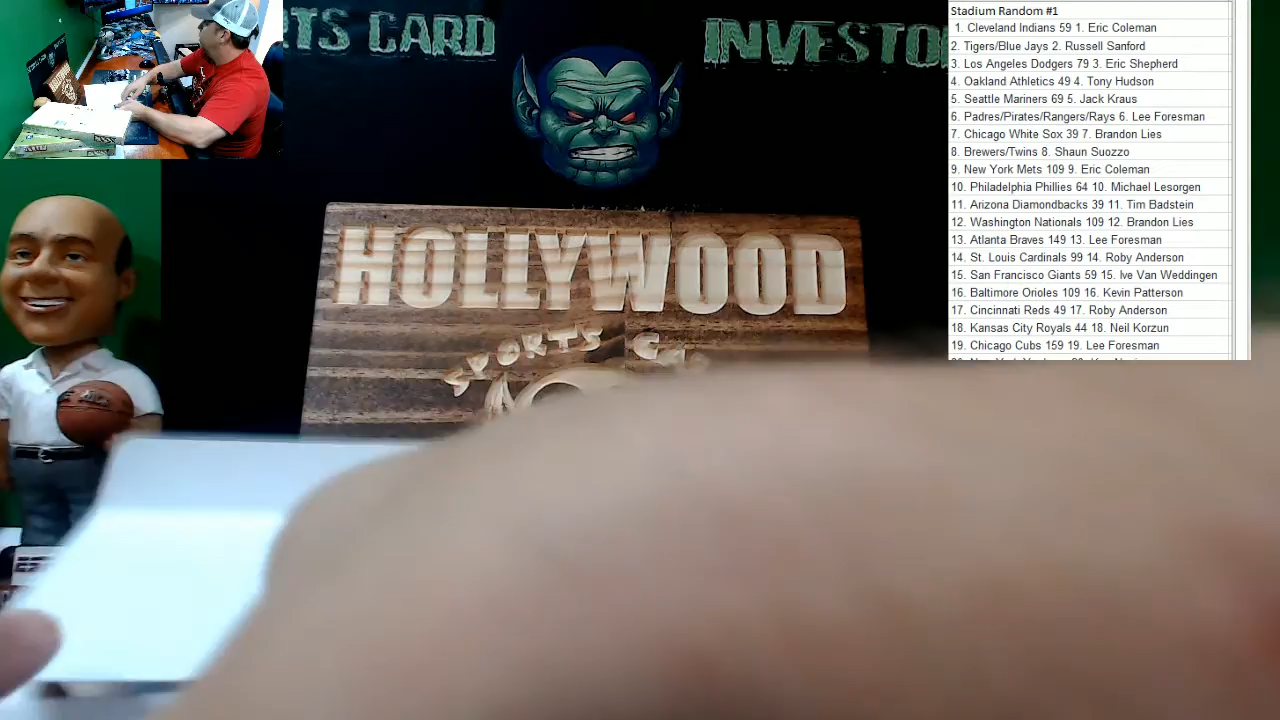 TS CARD
INVESTO
HOLLYWOOD
SPORTS CA
Stadium Random #1
1. Cleveland Indians 59 1. Eric Coleman
2. Tigers/Blue Jays 2. Russell Sanford
3. Los Angeles Dodgers 79 3. Eric Shepherd
4. Oakland Athletics 49 4. Tony Hudson
5. Seattle Mariners 69 5. Jack Kraus
6. Padres/Pirates/Rangers/Rays 6. Lee Foresman
7. Chicago White Sox 39 7. Brandon Lies
8. Brewers/Twins 8. Shaun Suozzo
9. New York Mets 109 9. Eric Coleman
10. Philadelphia Phillies 64 10. Michael Lesorgen
11. Arizona Diamondbacks 39 11. Tim Badstein
12. Washington Nationals 109 12. Brandon Lies
13. Atlanta Braves 149 13. Lee Foresman
14. St. Louis Cardinals 99 14. Roby Anderson
15. San Francisco Giants 59 15. Ive Van Weddingen
16. Baltimore Orioles 109 16. Kevin Patterson
17. Cincinnati Reds 49 17. Roby Anderson
18. Kansas City Royals 44 18. Neil Korzun
19. Chicago Cubs 159 19. Lee Foresman